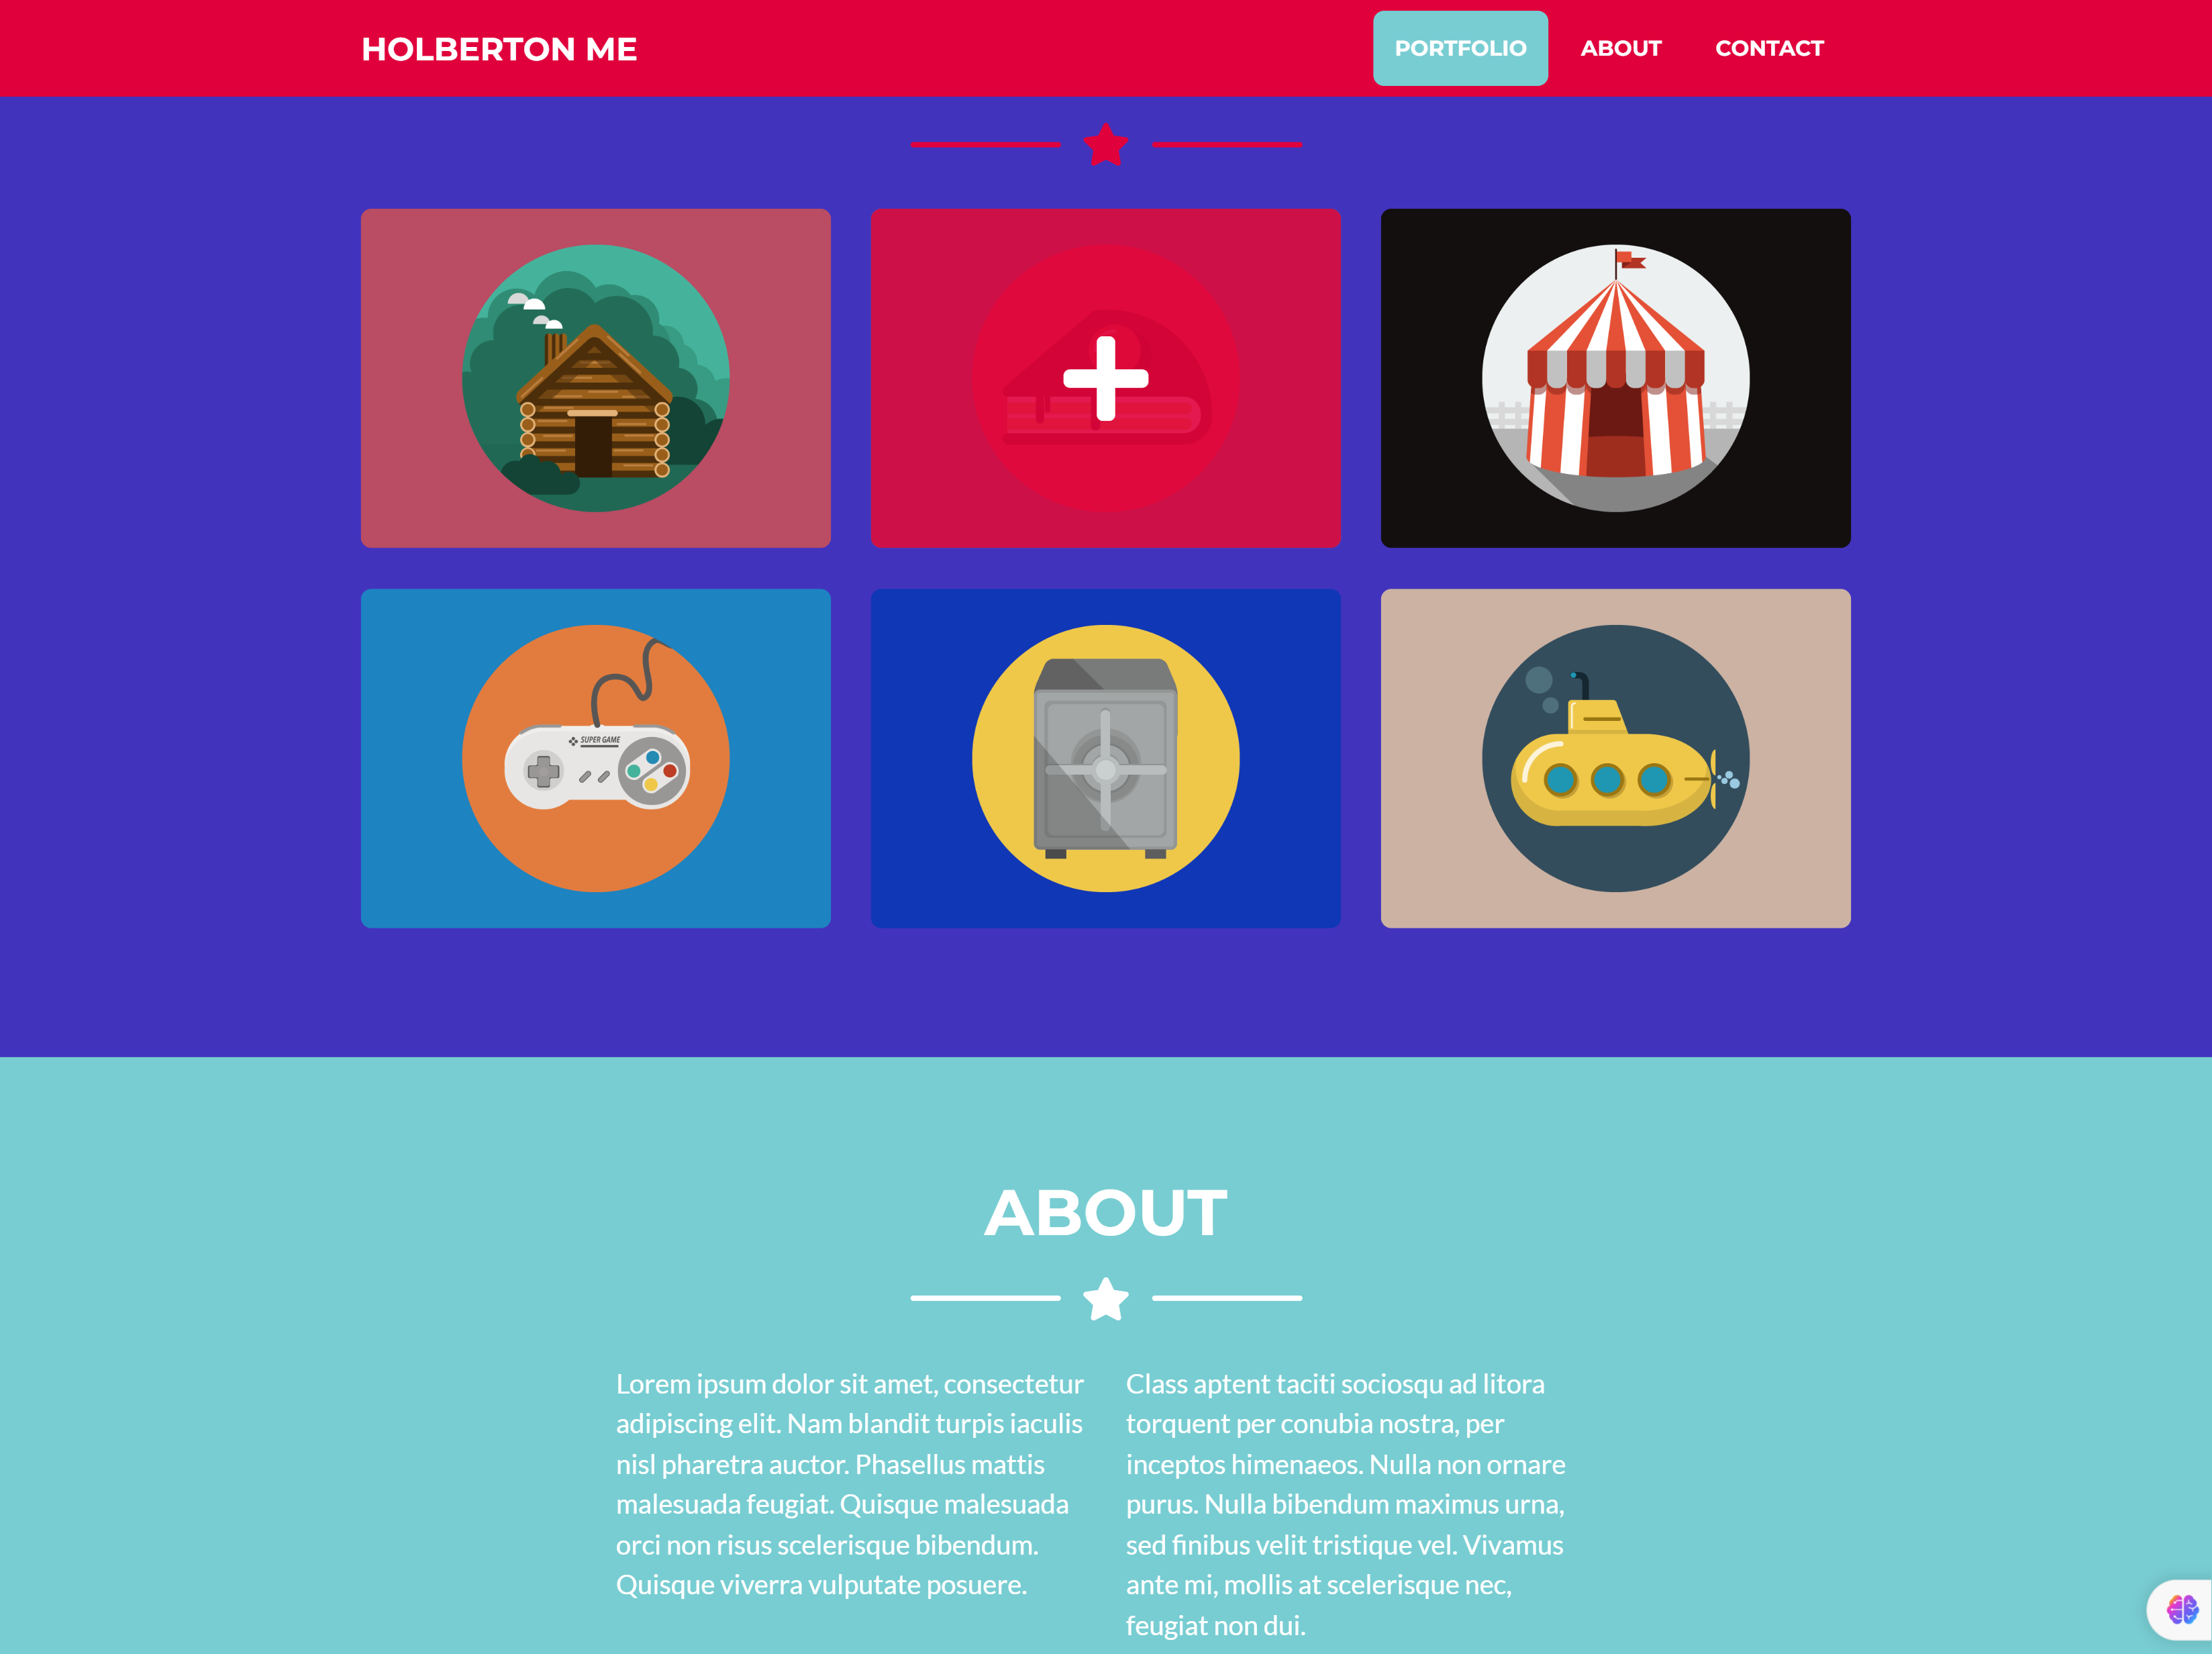 HOLBERTON ME
PORTFOLIO
ABOUT
CONTACT
SUPER GAME
ABOUT
Lorem ipsum dolor sit amet, consectetur
adipiscing elit. Nam blandit turpis iaculis
nisl pharetra auctor. Phasellus mattis
malesuada feugiat. Quisque malesuada
orci non risus scelerisque bibendum.
Quisque viverra vulputate posuere.
Class aptent taciti sociosqu ad litora
torquent per conubia nostra, per
inceptos himenaeos. Nulla non ornare
purus. Nulla bibendum maximus urna,
sed finibus velit tristique vel. Vivamus
ante mi, mollis at scelerisque nec,
feugiat non dui.